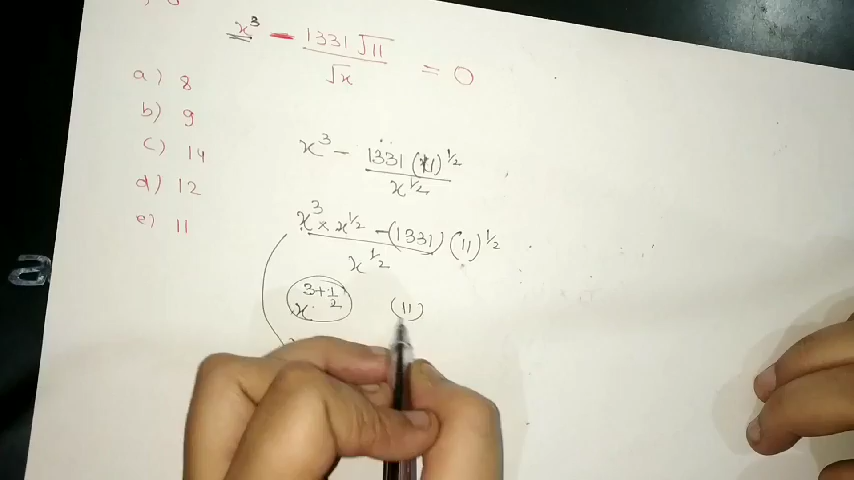 x³ - 1331√11 / √x = 0
a) 8
b) 9
c) 14
d) 12
e) 11
x³ - 1331(11)^1/2 / x^1/2
x³ × x^1/2 - (1331)(11)^1/2 / x^1/2
x^3+1/2 (11)